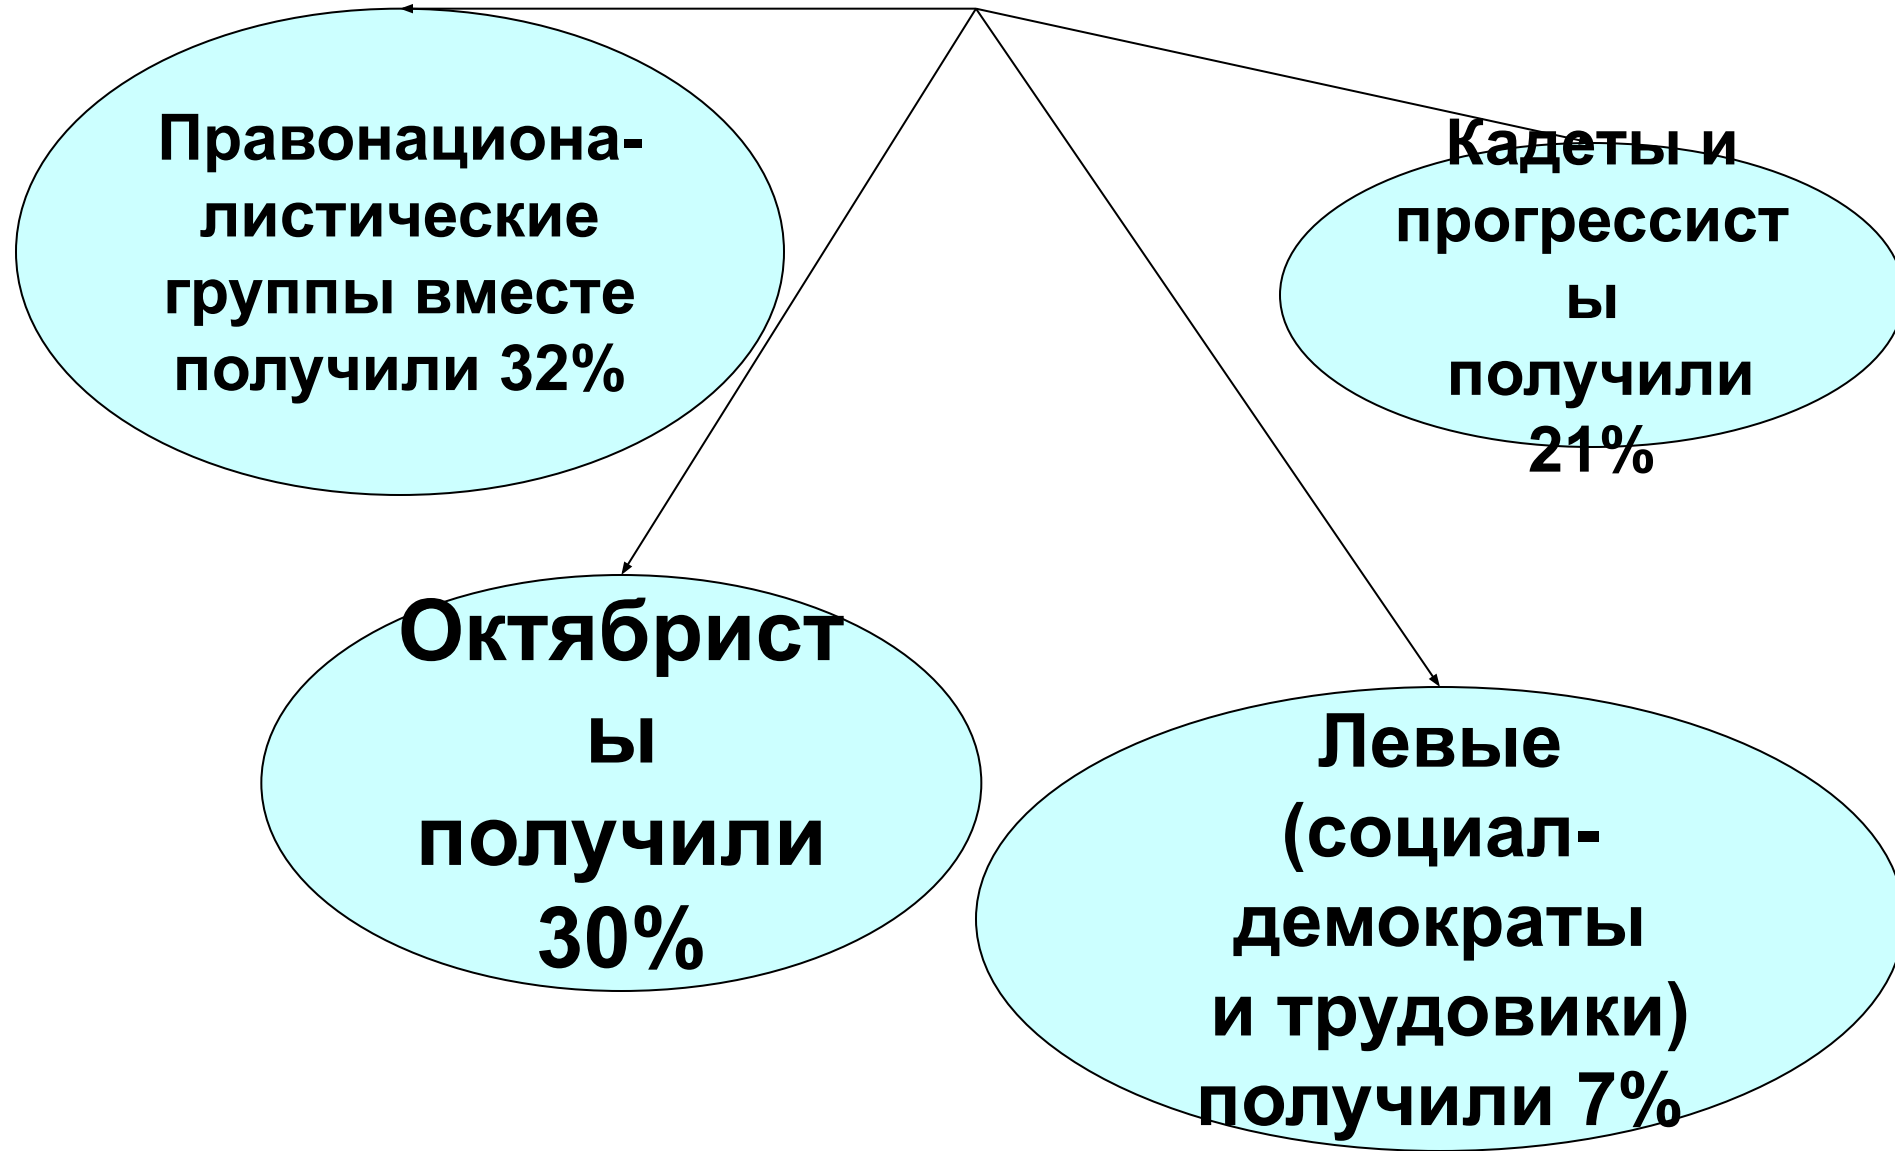 Правонациона-
листические
группы вместе
получили 32%
Кадеты и
прогрессист
ы
получили
21%
Октябрист
ы
получили
30%
Левые
(социал-
демократы
и трудовики)
получили 7%